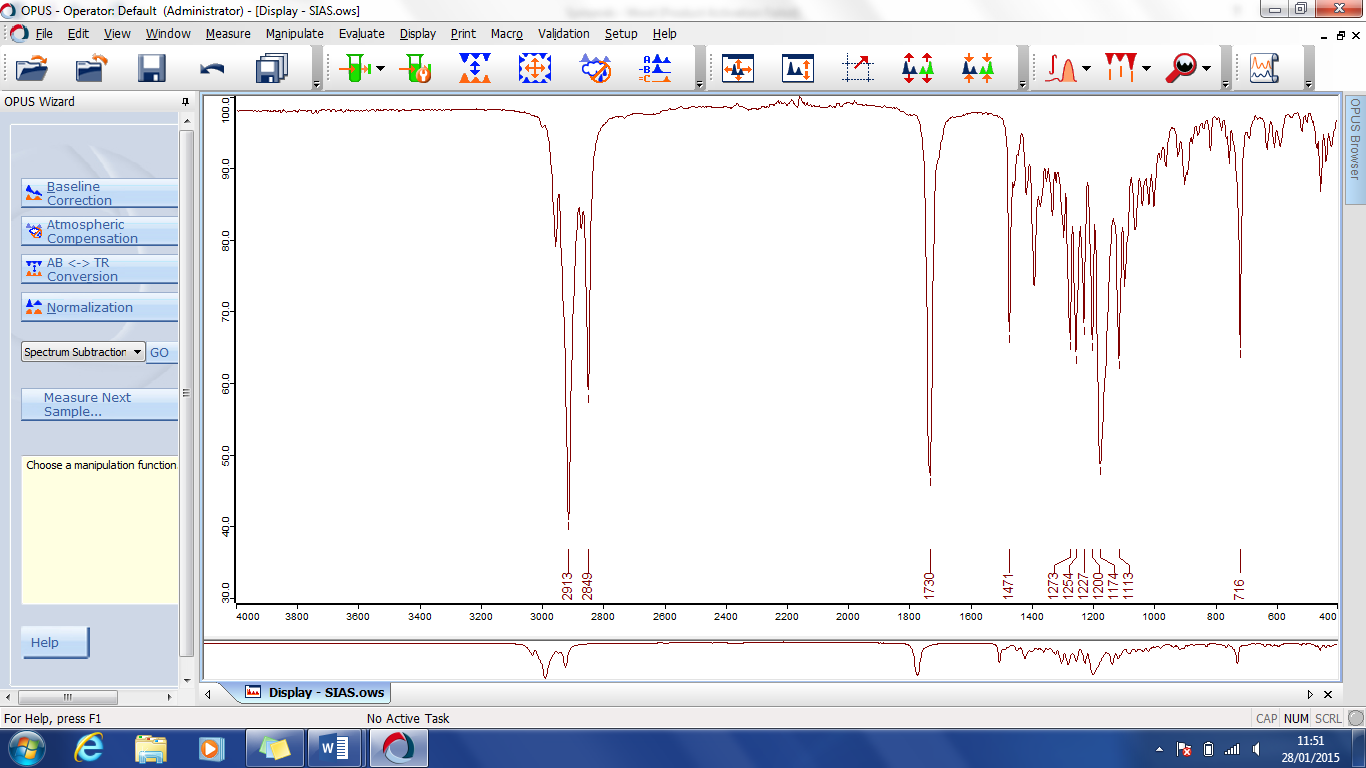 OPUS - Operator: Default (Administrator) - [Display - SIAS.ows]
File Edit View Window Measure Manipulate Evaluate Display Print Macro Validation Setup Help
OPUS Wizard
Baseline
Correction
Atmospheric
Compensation
AB <-> TR
Conversion
Normalization
Spectrum Subtraction GO
Measure Next
Sample...
Choose a manipulation function
Help
100.0
90.0
80.0
70.0
60.0
50.0
40.0
30.0
2913
2849
1730
1471
1273
1254
1227
1200
1174
1113
716
4000 3800 3600 3400 3200 3000 2800 2600 2400 2200 2000 1800 1600 1400 1200 1000 800 600 400
OPUS Browser
Display - SIAS.ows
For Help, press F1 No Active Task CAP NUM SCRL
11:51
28/01/2015